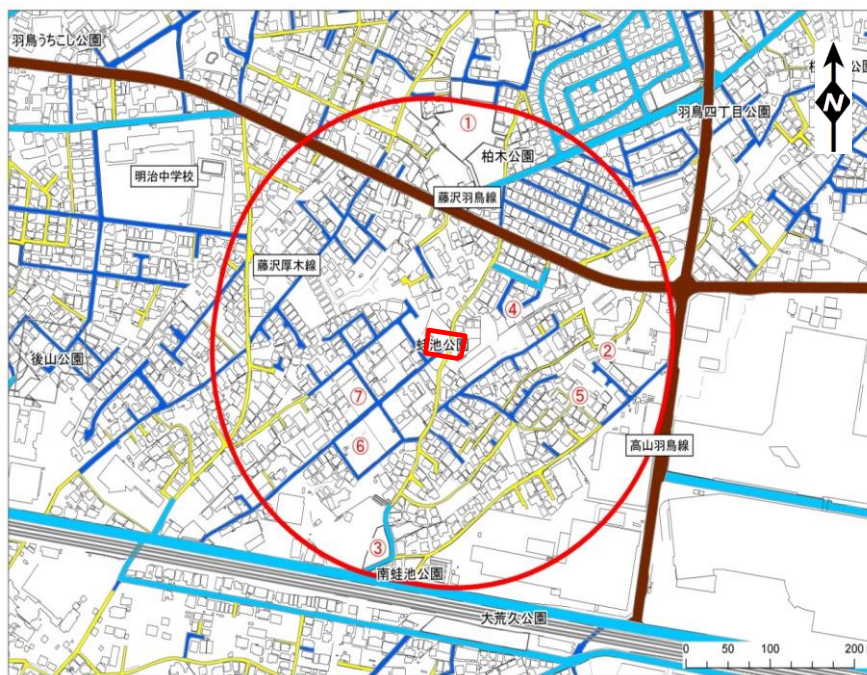 羽鳥うちこし公園
羽鳥四丁目公園
N
①
柏木公園
明治中学校
藤沢羽鳥線
藤沢厚木線
④
蛙池公園
②
後山公園
⑦
⑤
⑥
高山羽鳥線
③
南蛙池公園
大荒久公園
0 50 100 200